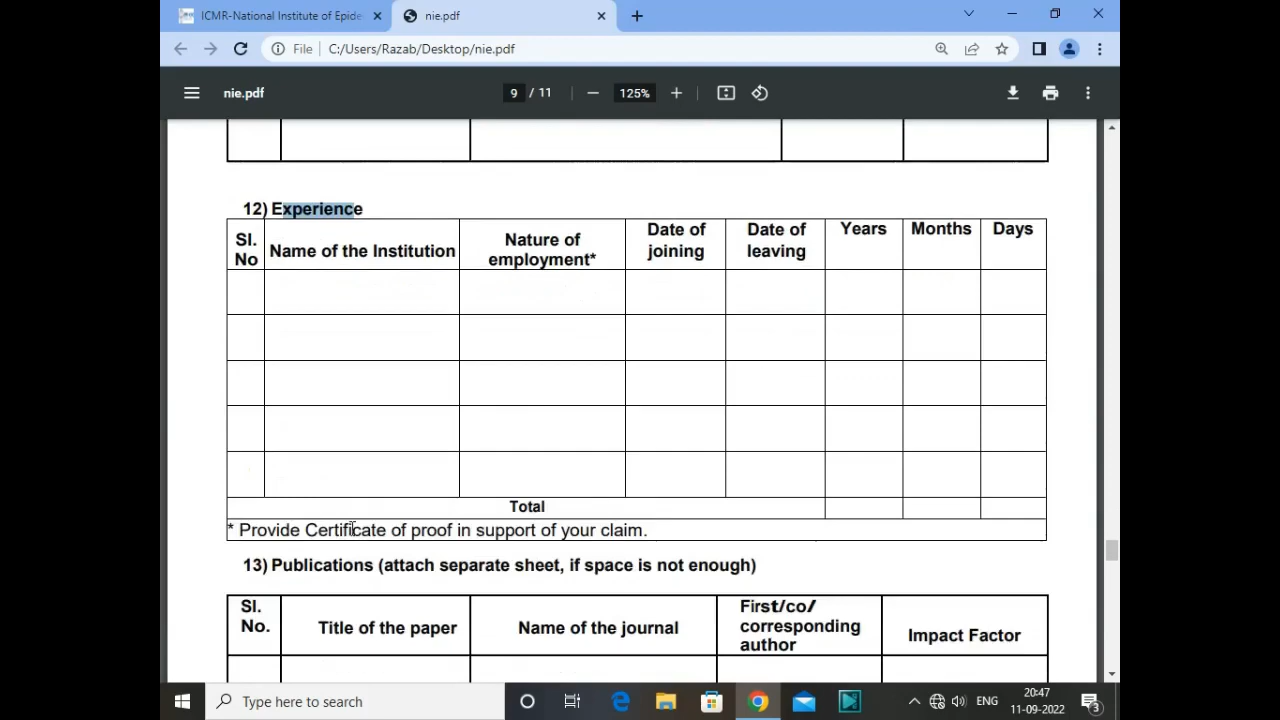 ICMR-National Institute of Epide
nie.pdf
File
C:/Users/Razab/Desktop/nie.pdf
nie.pdf
9 / 11
125%
12) Experience
Sl. No
Name of the Institution
Nature of employment*
Date of joining
Date of leaving
Years
Months
Days
Total
* Provide Certificate of proof in support of your claim.
13) Publications (attach separate sheet, if space is not enough)
Sl. No.
Title of the paper
Name of the journal
First/co/ corresponding author
Impact Factor
Type here to search
ENG
20:47
11-09-2022
3